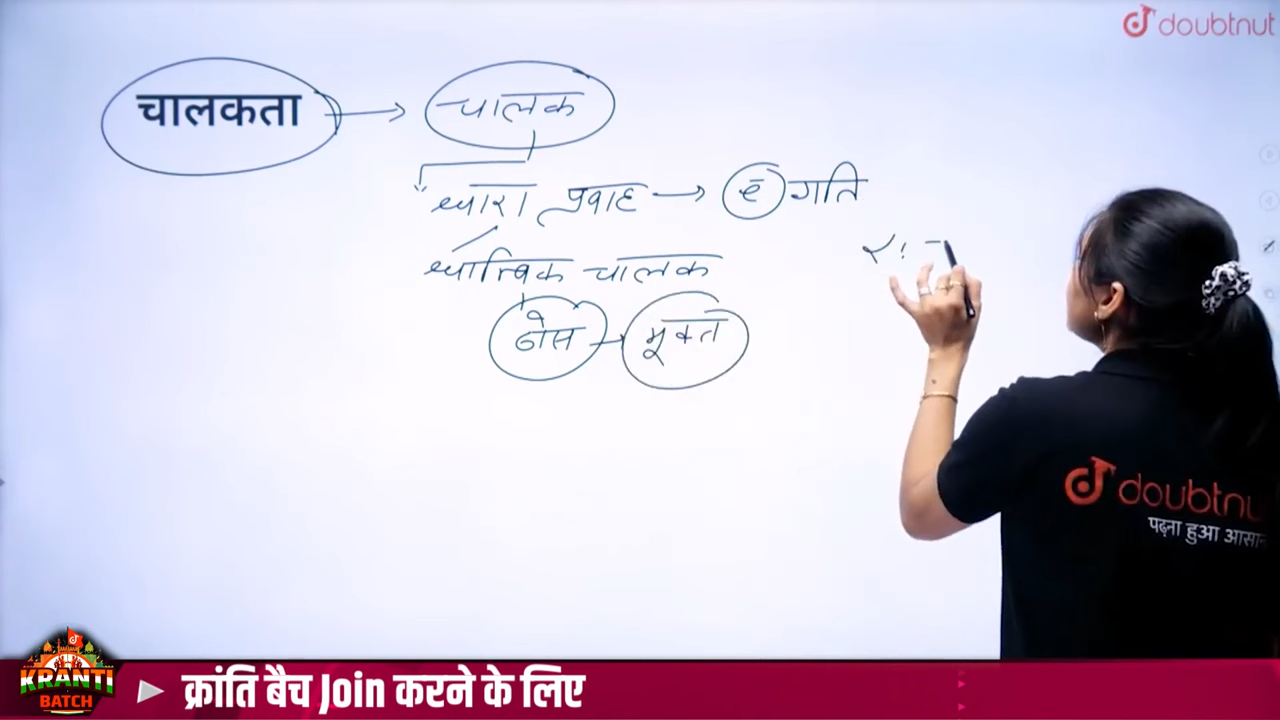 doubtnut
चालकता → चालक
धारा प्रवाह → ē गति
धात्विक चालक
ठोस → मुक्त
doubtnut
पढ़ना हुआ आसान
KRANTI
BATCH
क्रांति बैच Join करने के लिए